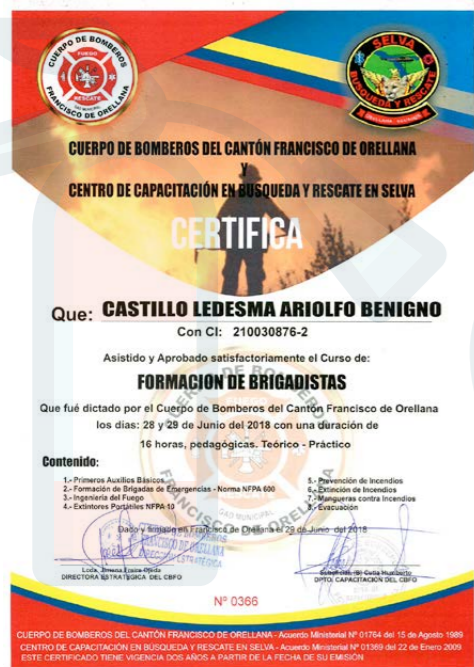 CUERPO DE BOMBEROS
FUEGO
RESCATE
FRANCISCO DE ORELLANA
SELVA
BUSQUEDA Y RESCATE
CUERPO DE BOMBEROS DEL CANTÓN FRANCISCO DE ORELLANA
Y
CENTRO DE CAPACITACIÓN EN BUSQUEDA Y RESCATE EN SELVA
CERTIFICA
Que: CASTILLO LEDESMA ARIOLFO BENIGNO
Con CI: 210030876-2
Asistido y Aprobado satisfactoriamente el Curso de:
FORMACION DE BRIGADISTAS
Que fué dictado por el Cuerpo de Bomberos del Cantón Francisco de Orellana
los días: 28 y 29 de Junio del 2018 con una duración de
16 horas, pedagógicas. Teórico - Práctico
Contenido:
1.- Primeros Auxilios Básicos
2.- Formación de Brigadas de Emergencias - Norma NFPA 600
3.- Ingenieria del Fuego
4.- Extintores Portátiles NFPA 10
5.- Prevención de Incendios
6.- Extinción de Incendios
7.- Mangueras contra Incendios
8.- Evacuación
Dado y firmado en Francisco de Orellana el 29 de Junio del 2018
DIRECTORA ESTRATEGICA DEL CBFO
DPTO. CAPACITACIÓN DEL CBFO
Nº 0366
CUERPO DE BOMBEROS DEL CANTÓN FRANCISCO DE ORELLANA - Acuerdo Ministerial Nº 01764 del 15 de Agosto 1989
CENTRO DE CAPACITACIÓN EN BÚSQUEDA Y RESCATE EN SELVA - Acuerdo Ministerial Nº 01369 del 22 de Enero 2009
ESTE CERTIFICADO TIENE VIGENCIA DOS AÑOS A PARTIR DE LA FECHA DE SU EMISIÓN